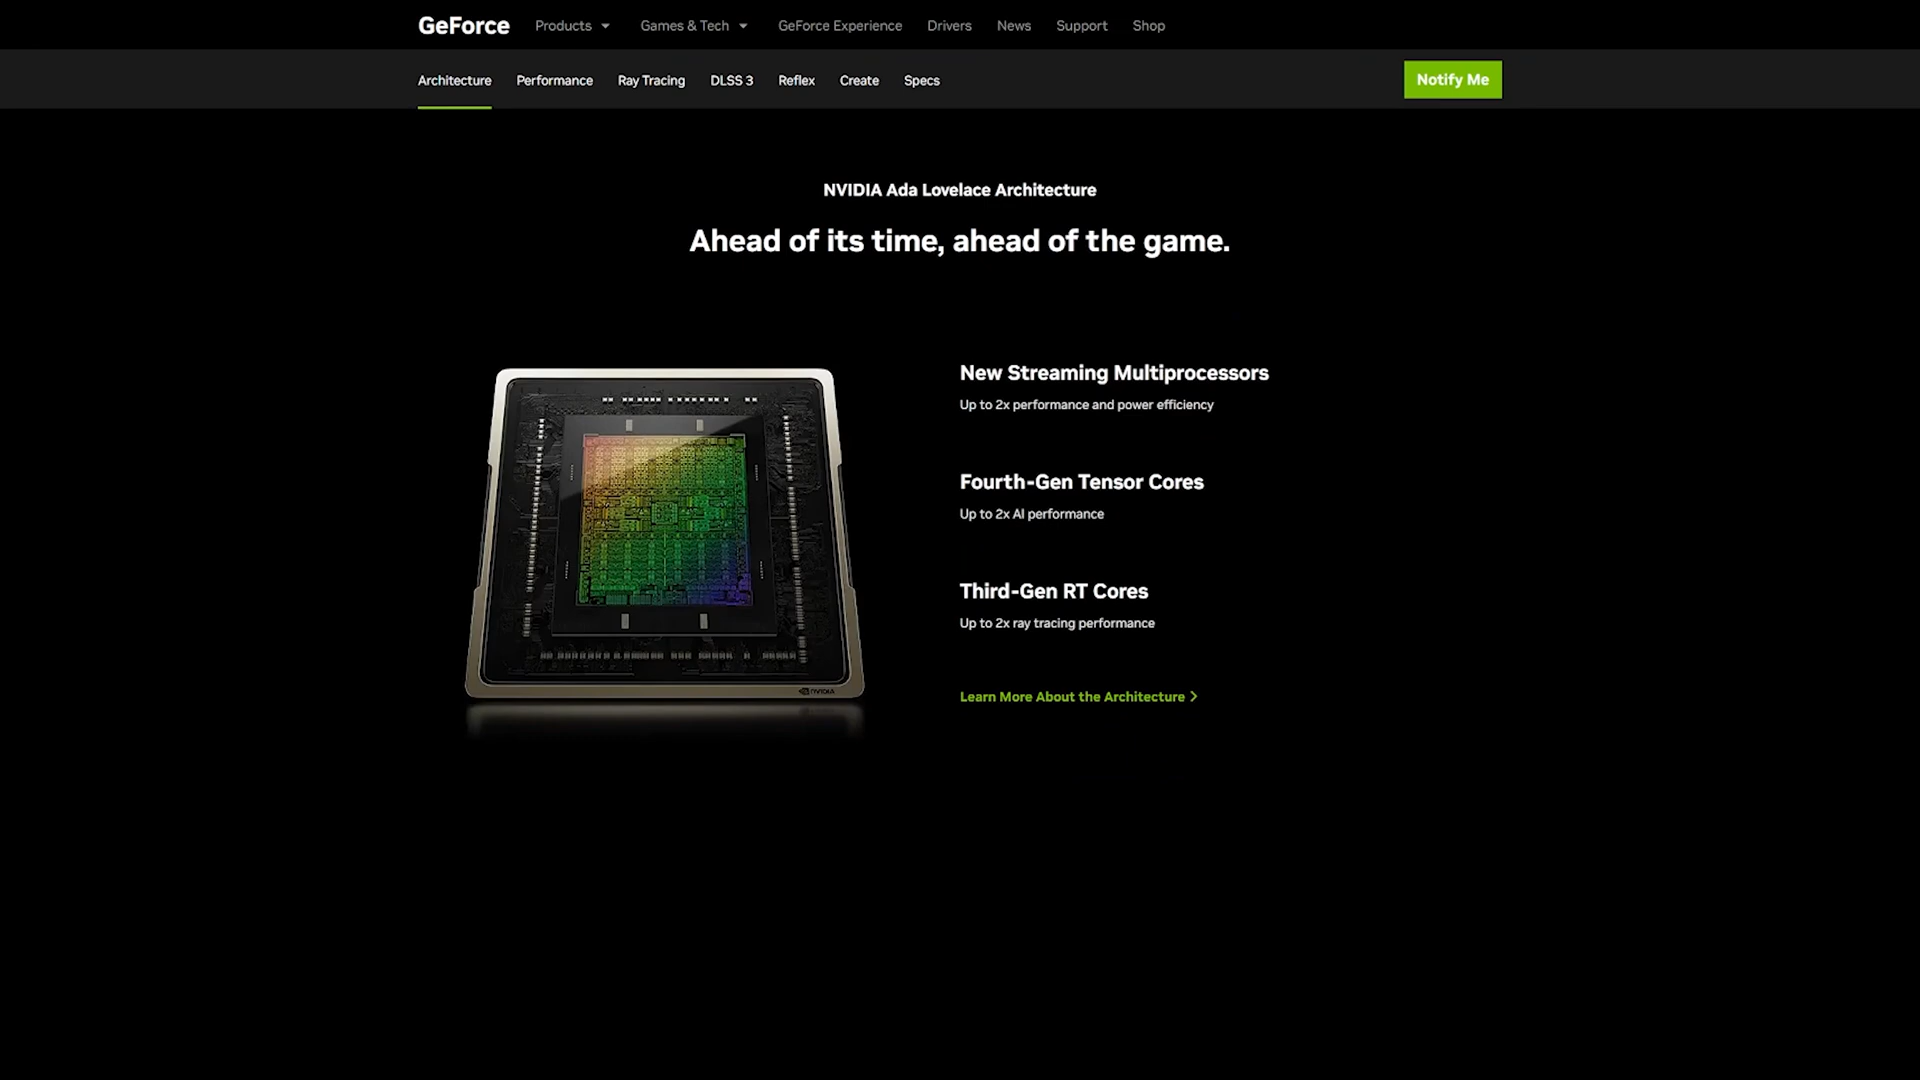 GeForce Products Games & Tech GeForce Experience Drivers News Support Shop
Architecture Performance Ray Tracing DLSS 3 Reflex Create Specs Notify Me
NVIDIA Ada Lovelace Architecture
Ahead of its time, ahead of the game.
New Streaming Multiprocessors
Up to 2x performance and power efficiency
Fourth-Gen Tensor Cores
Up to 2x AI performance
Third-Gen RT Cores
Up to 2x ray tracing performance
NVIDIA
Learn More About the Architecture